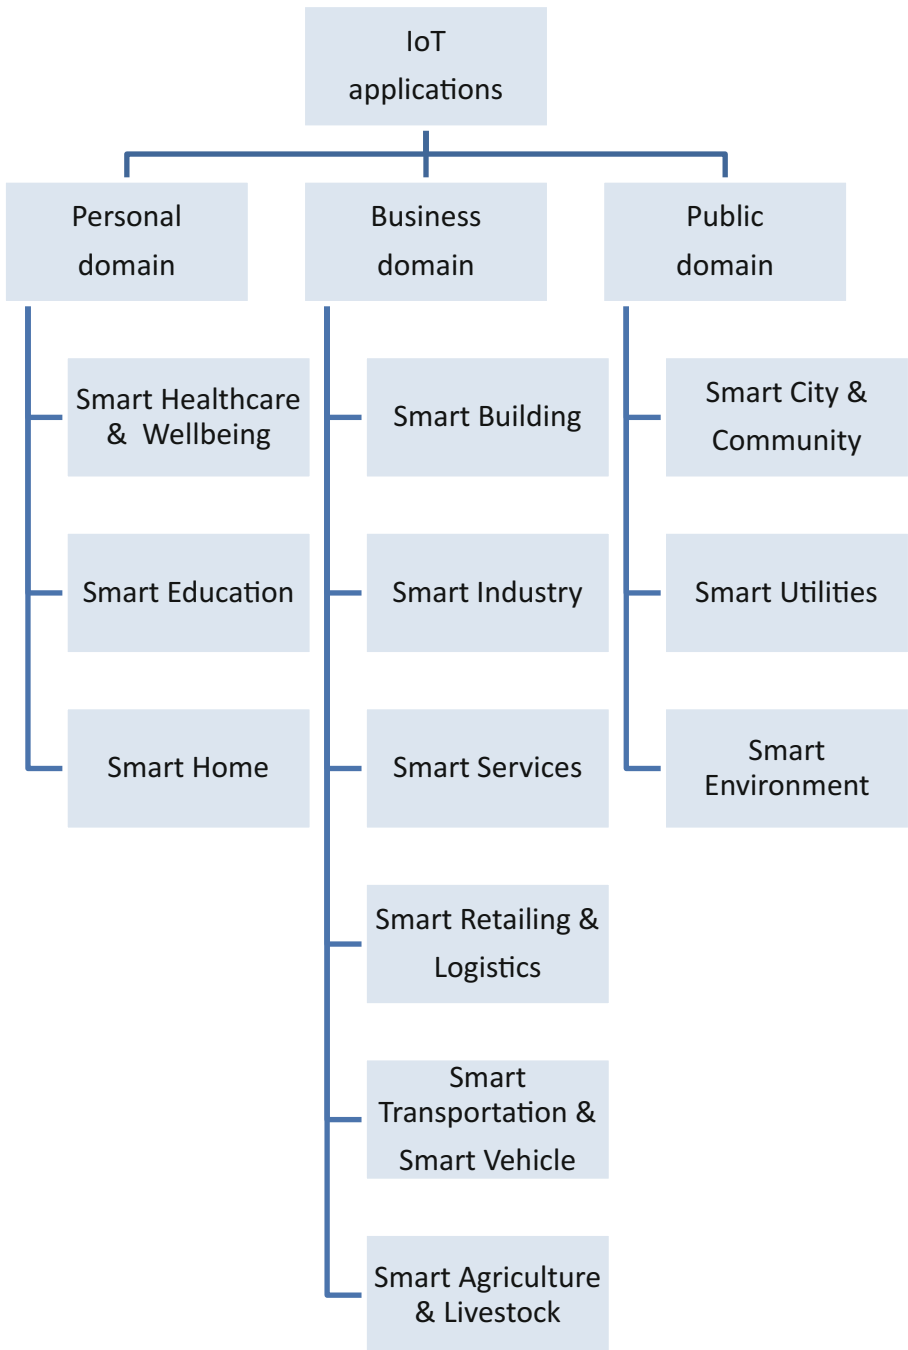 IoT
applications
Personal
domain
Business
domain
Public
domain
Smart Healthcare
& Wellbeing
Smart Education
Smart Home
Smart Building
Smart Industry
Smart Services
Smart Retailing &
Logistics
Smart
Transportation &
Smart Vehicle
Smart Agriculture
& Livestock
Smart City &
Community
Smart Utilities
Smart
Environment